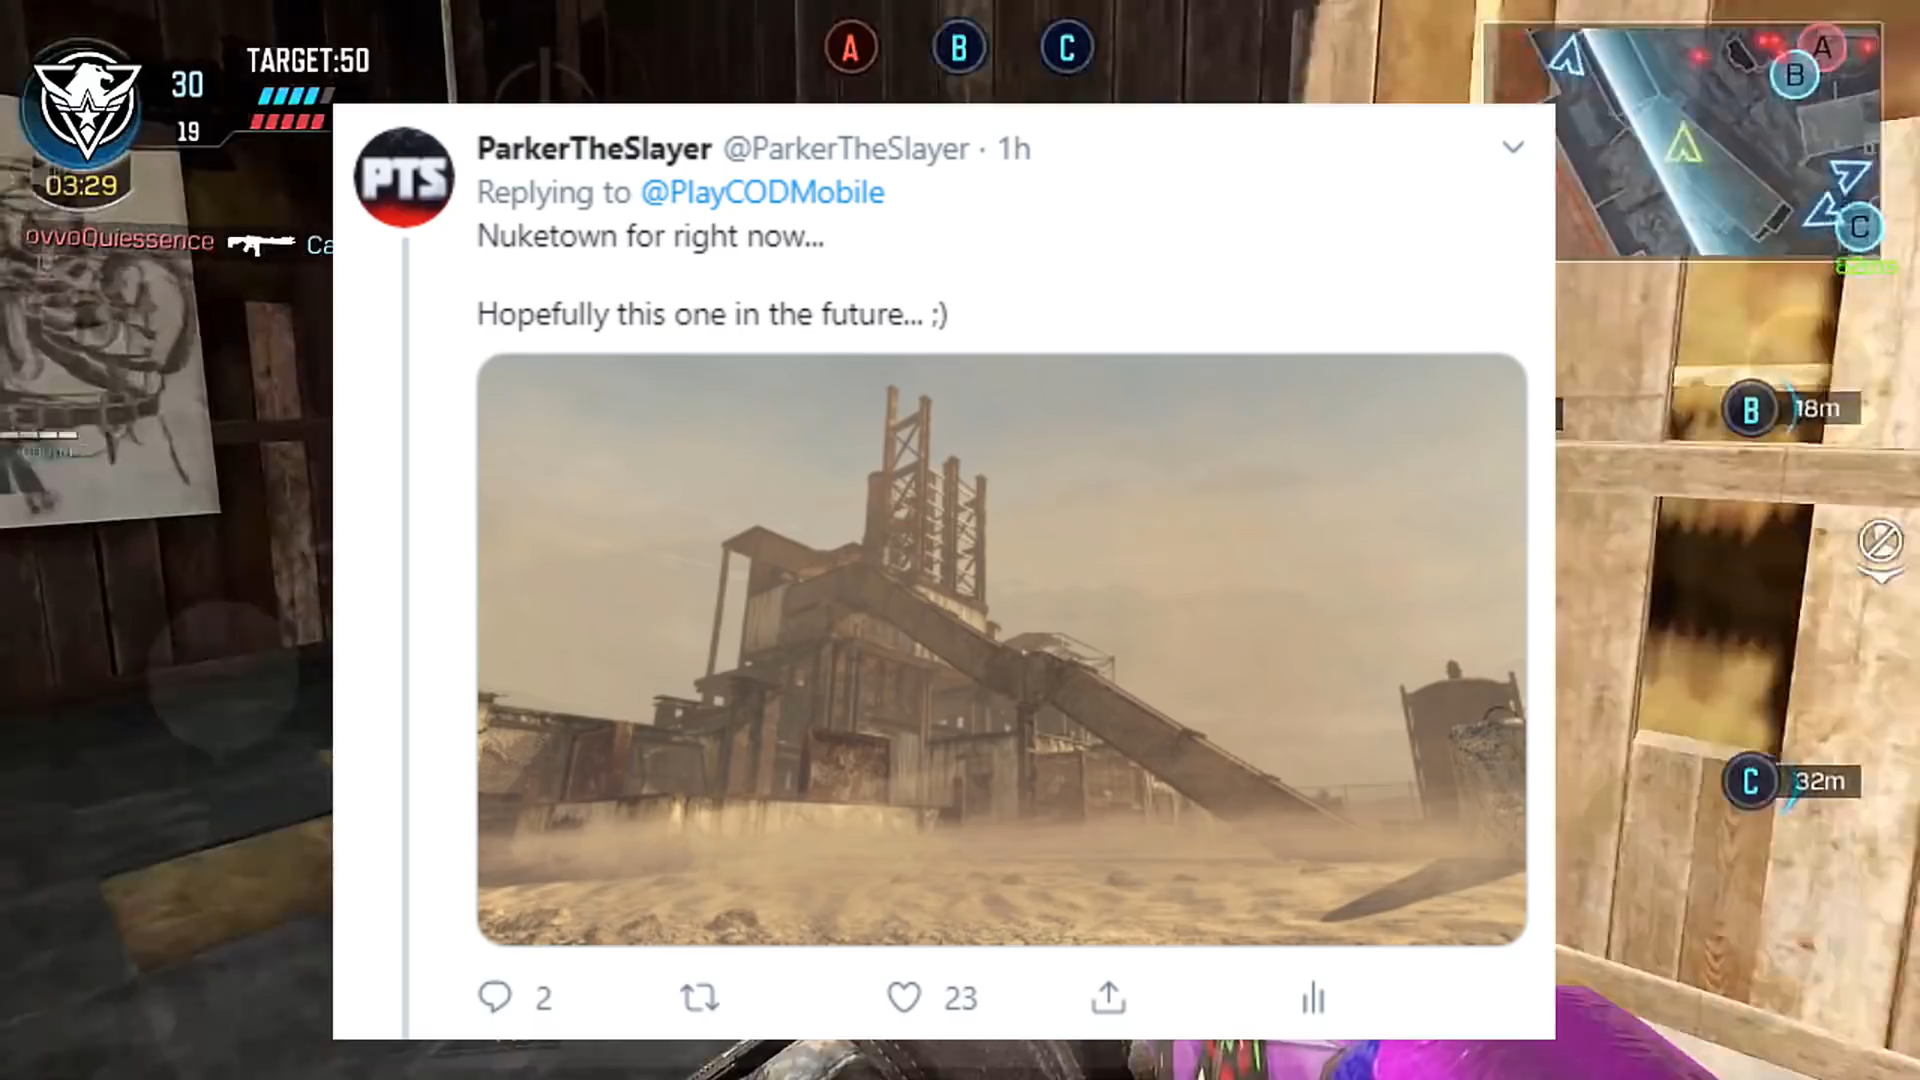 TARGET:50
30
19
03:29
ovvoQuiessence
Ca
A
B
C
A
B
C
B 18m
C 32m
PTS
ParkerTheSlayer @ParkerTheSlayer · 1h
Replying to @PlayCODMobile
Nuketown for right now...
Hopefully this one in the future... ;)
2
23